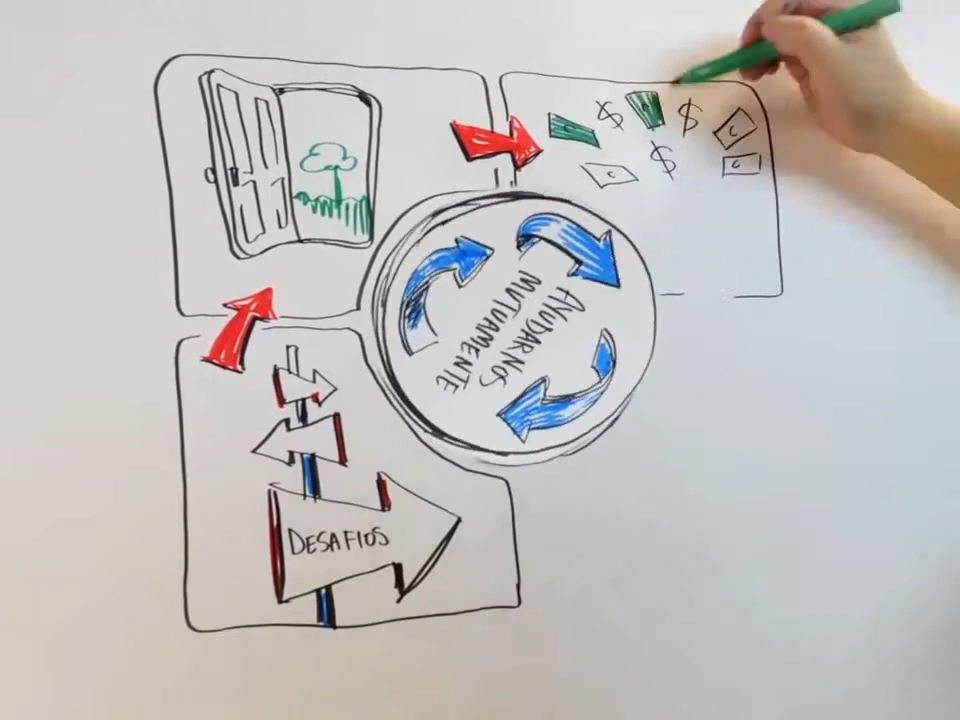 $ $
$
AYUDARNOS
MUTUAMENTE
DESAFIOS